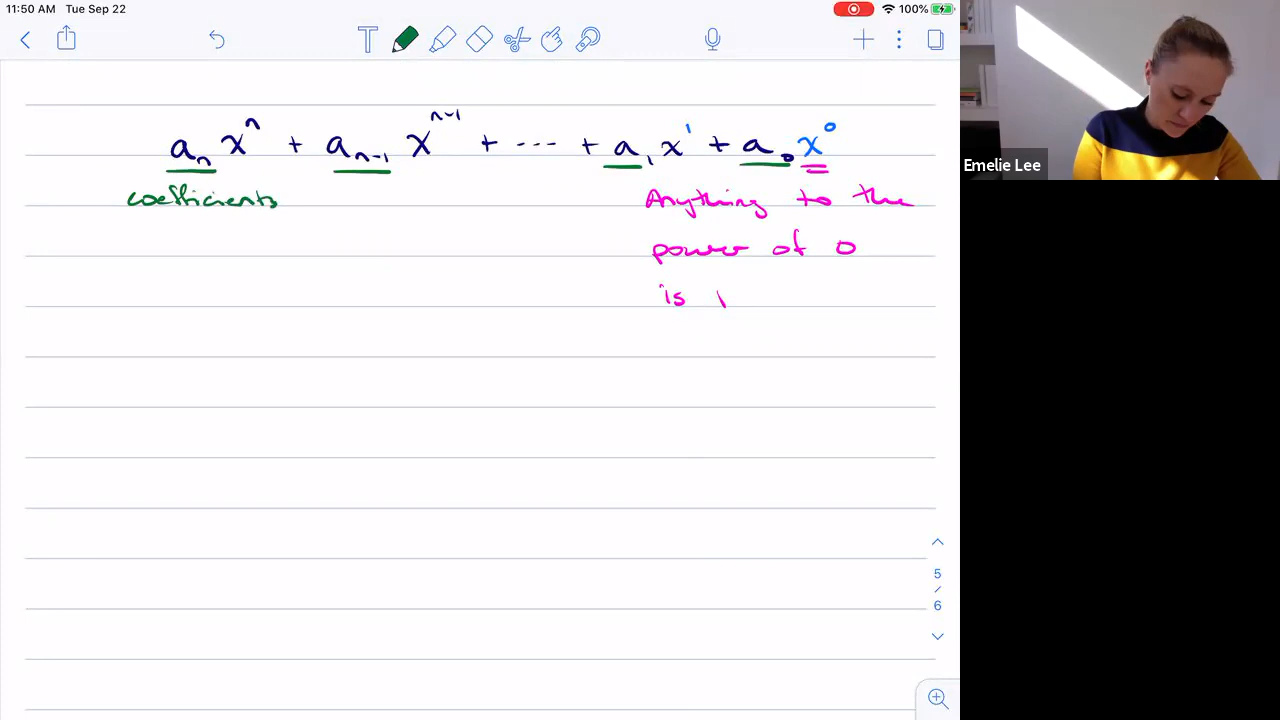 11:50 AM Tue Sep 22 100%
aₙxⁿ + aₙ₋₁xⁿ⁻¹ + ··· + a₁x¹ + a₀x⁰
Emelie Lee
coefficients
Anything to the
power of 0
is 1
5
/
6